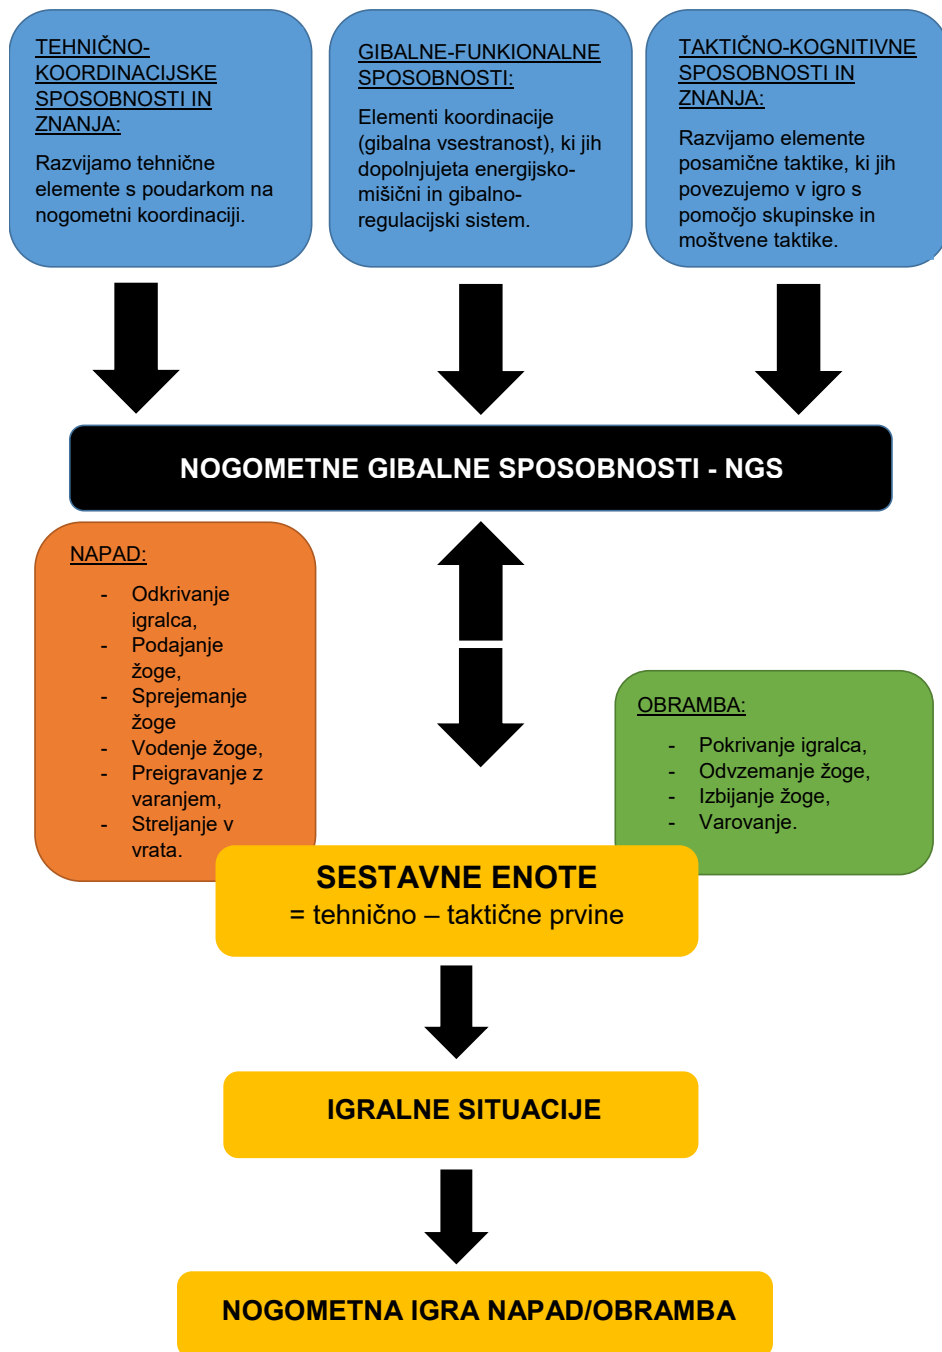 TEHNIČNO-
KOORDINACIJSKE
SPOSOBNOSTI IN
ZNANJA:
Razvijamo tehnične
elemente s poudarkom na
nogometni koordinaciji.
GIBALNE-FUNKIONALNE
SPOSOBNOSTI:
Elementi koordinacije
(gibalna vsestranost), ki jih
dopolnjujeta energijsko-
mišični in gibalno-
regulacijski sistem.
TAKTIČNO-KOGNITIVNE
SPOSOBNOSTI IN
ZNANJA:
Razvijamo elemente
posamične taktike, ki jih
povezujemo v igro s
pomočjo skupinske in
moštvene taktike.
NOGOMETNE GIBALNE SPOSOBNOSTI - NGS
NAPAD:
- Odkrivanje
igralca,
- Podajanje
žoge,
- Sprejemanje
žoge
- Vodenje žoge,
- Preigravanje z
varanjem,
- Streljanje v
vrata.
OBRAMBA:
- Pokrivanje igralca,
- Odvzemanje žoge,
- Izbijanje žoge,
- Varovanje.
SESTAVNE ENOTE
= tehnično – taktične prvine
IGRALNE SITUACIJE
NOGOMETNA IGRA NAPAD/OBRAMBA